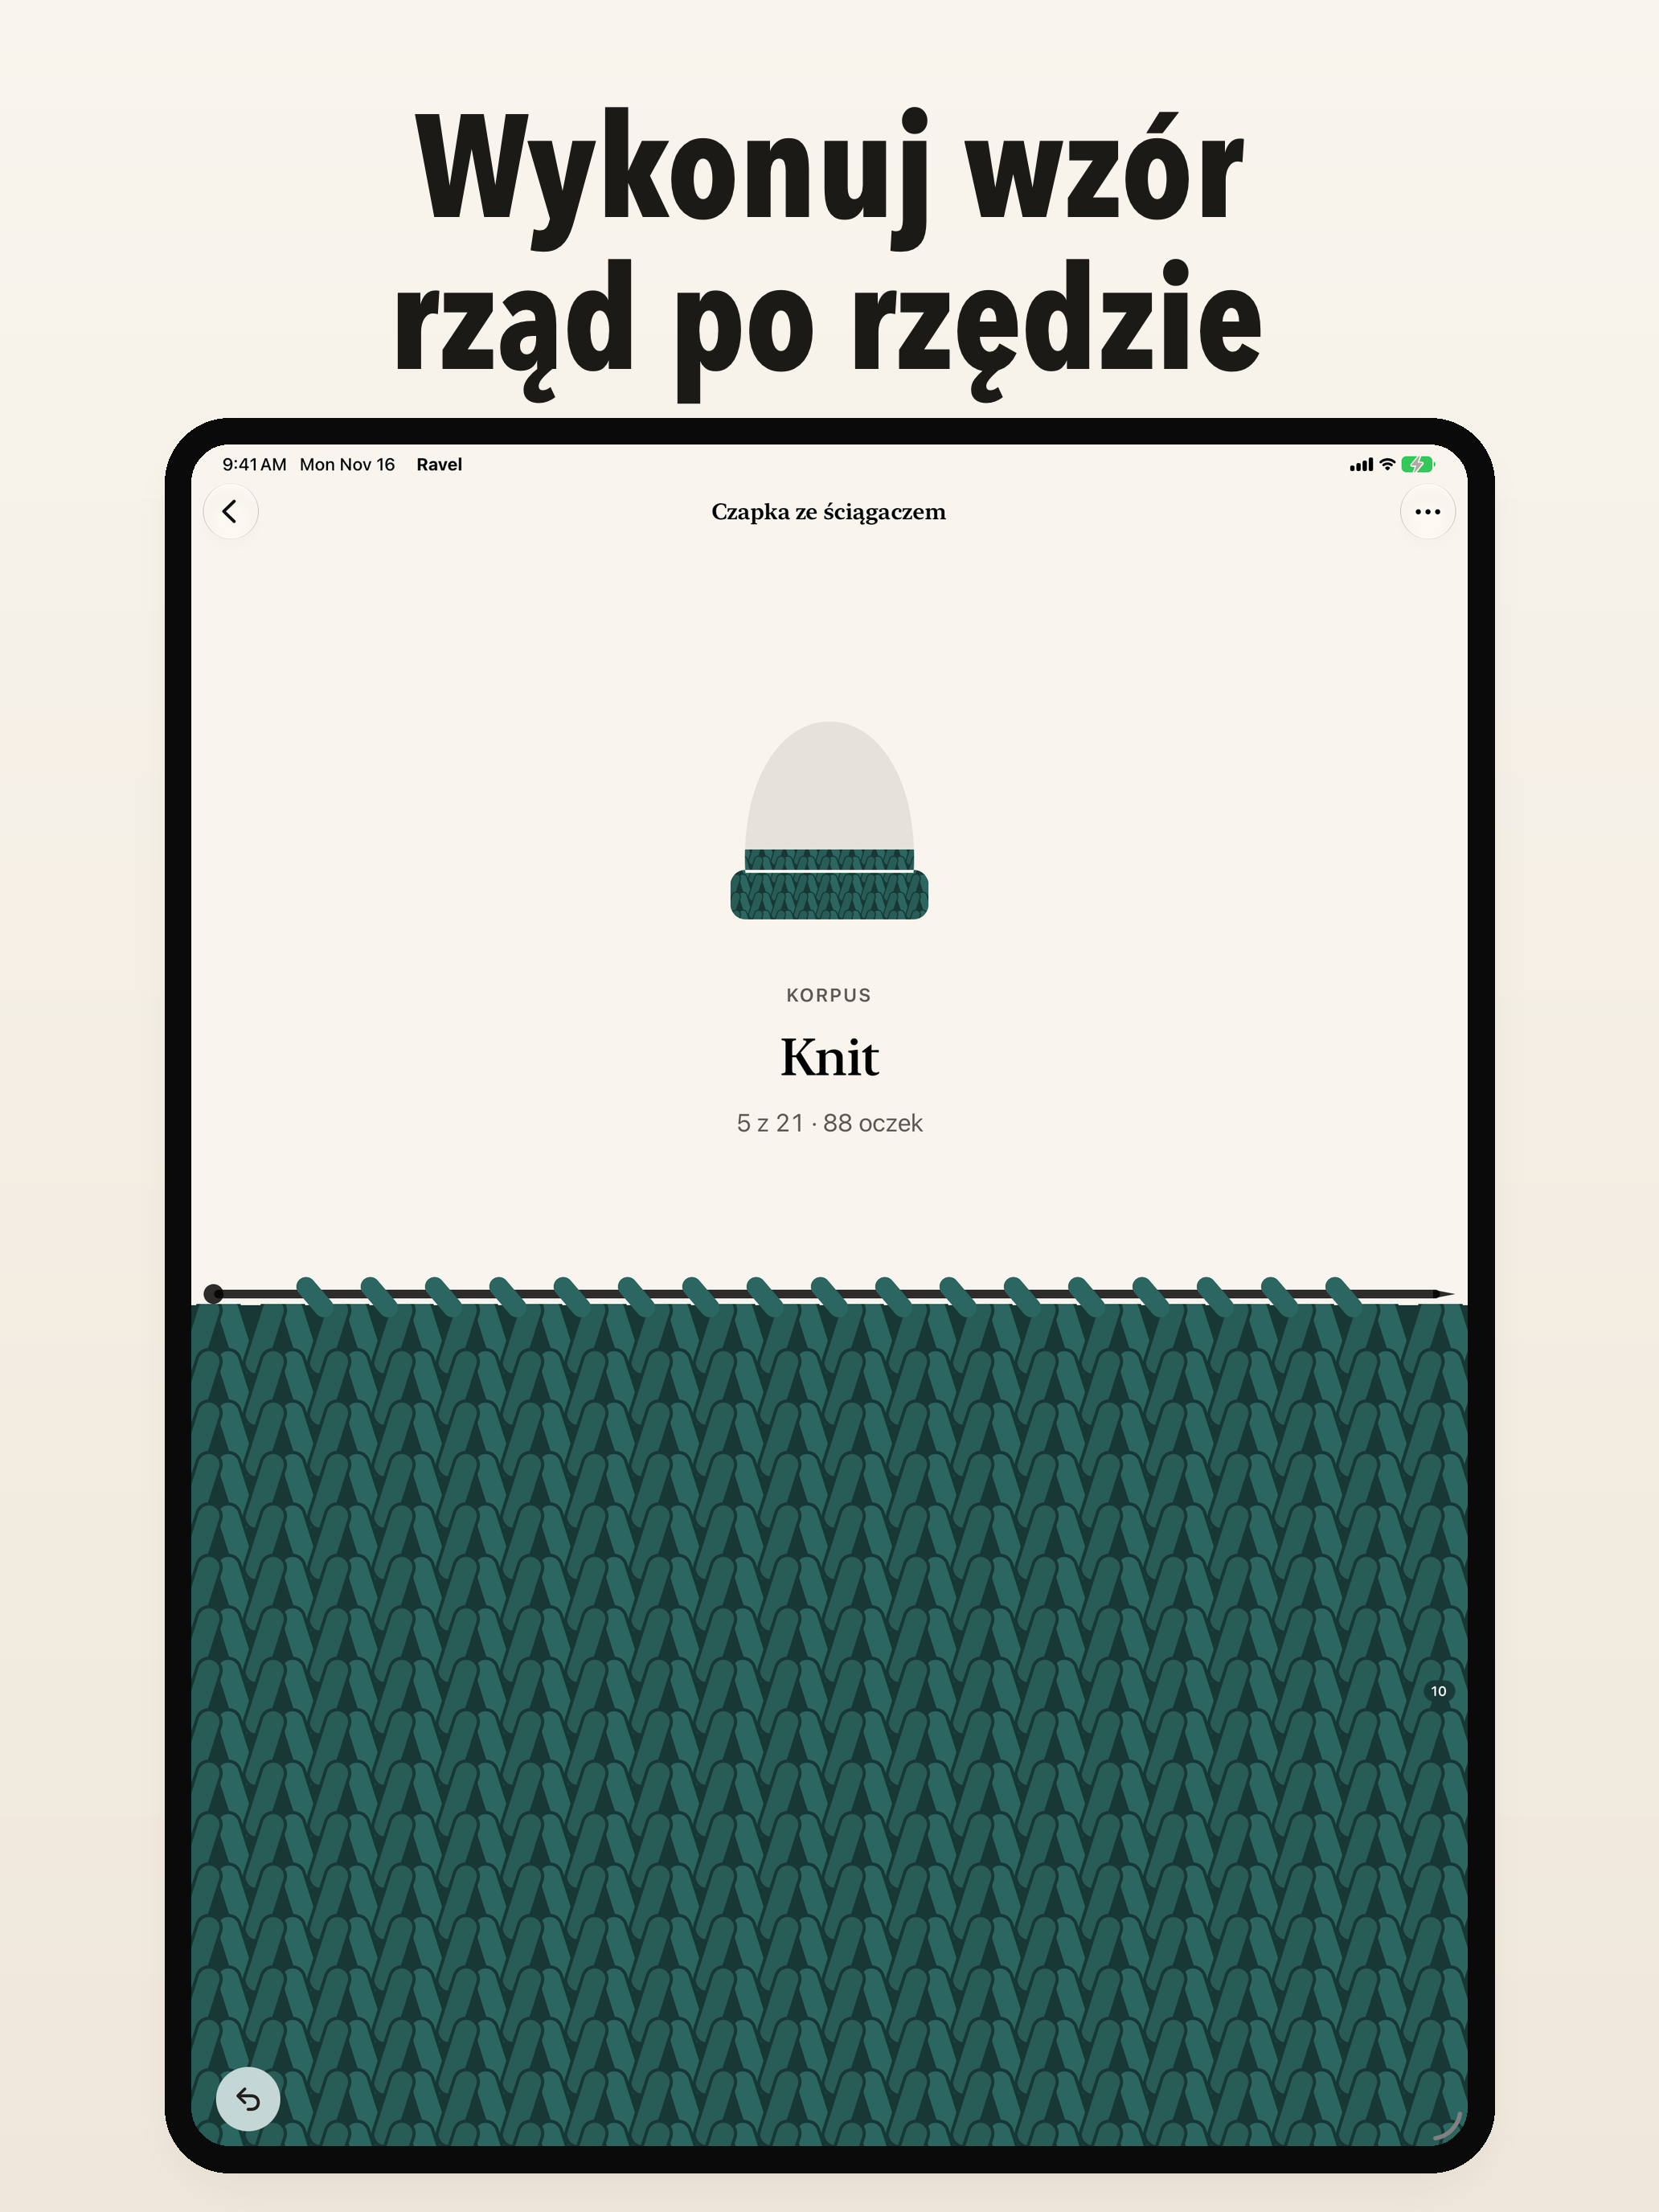 Wykonuj wzór
rząd po rzędzie
9:41 AM Mon Nov 16 Ravel
Czapka ze ściągaczem
KORPUS
Knit
5 z 21 · 88 oczek
10